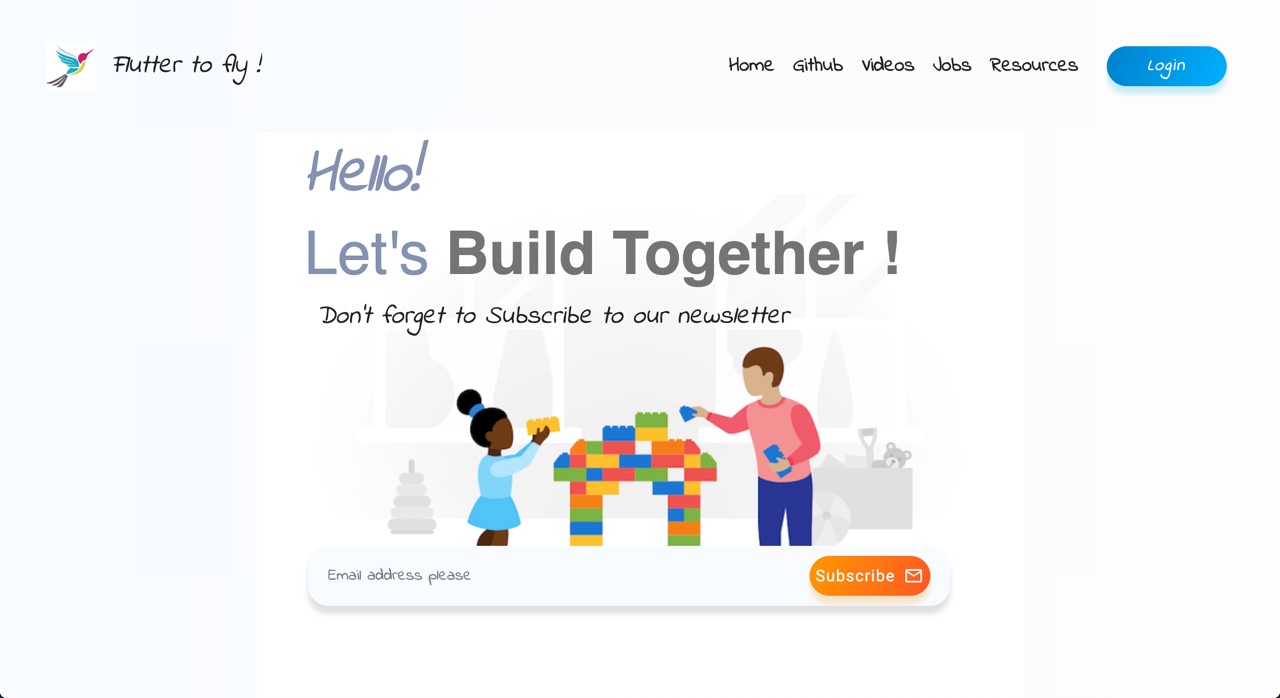 Flutter to fly !
Home Github Videos Jobs Resources Login
Hello!
Let's Build Together !
Don't forget to Subscribe to our newsletter
Email address please
Subscribe